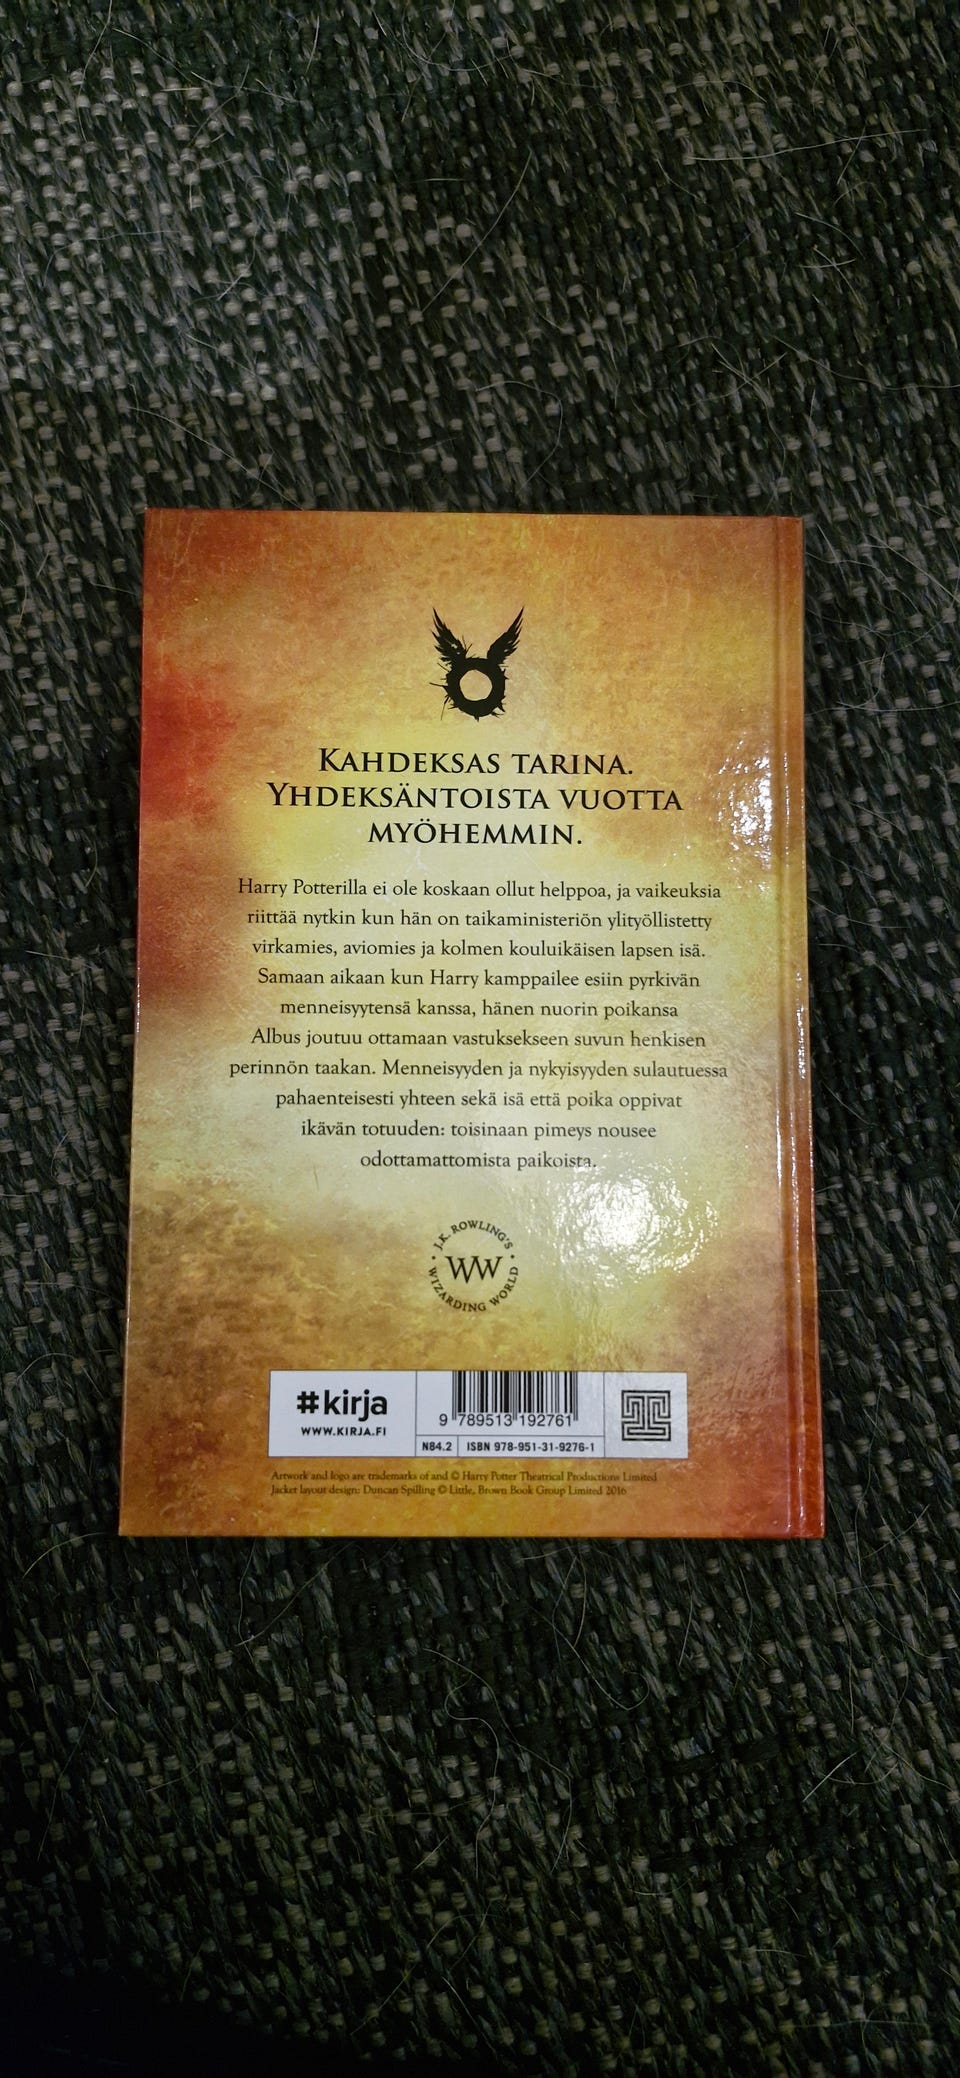 KAHDEKSAS TARINA.
YHDEKSÄNTOISTA VUOTTA
MYÖHEMMIN.
Harry Potterilla ei ole koskaan ollut helppoa, ja vaikeuksia
riittää nytkin kun hän on taikaministeriön ylityöllistetty
virkamies, aviomies ja kolmen kouluikäisen lapsen isä.
Samaan aikaan kun Harry kamppailee esiin pyrkivän
menneisyytensä kanssa, hänen nuorin poikansa
Albus joutuu ottamaan vastuksekseen suvun henkisen
perinnön taakan. Menneisyyden ja nykyisyyden sulautuessa
pahaenteisesti yhteen sekä isä että poika oppivat
ikävän totuuden: toisinaan pimeys nousee
odottamattomista paikoista.
J.K. ROWLING'S
WW
WIZARDING WORLD
#kirja
WWW.KIRJA.FI
9 789513 192761
N84.2 ISBN 978-951-31-9276-1
Artwork and logo are trademarks of and © Harry Potter Theatrical Productions Limited
Jacket layout design: Duncan Spilling © Little, Brown Book Group Limited 2016